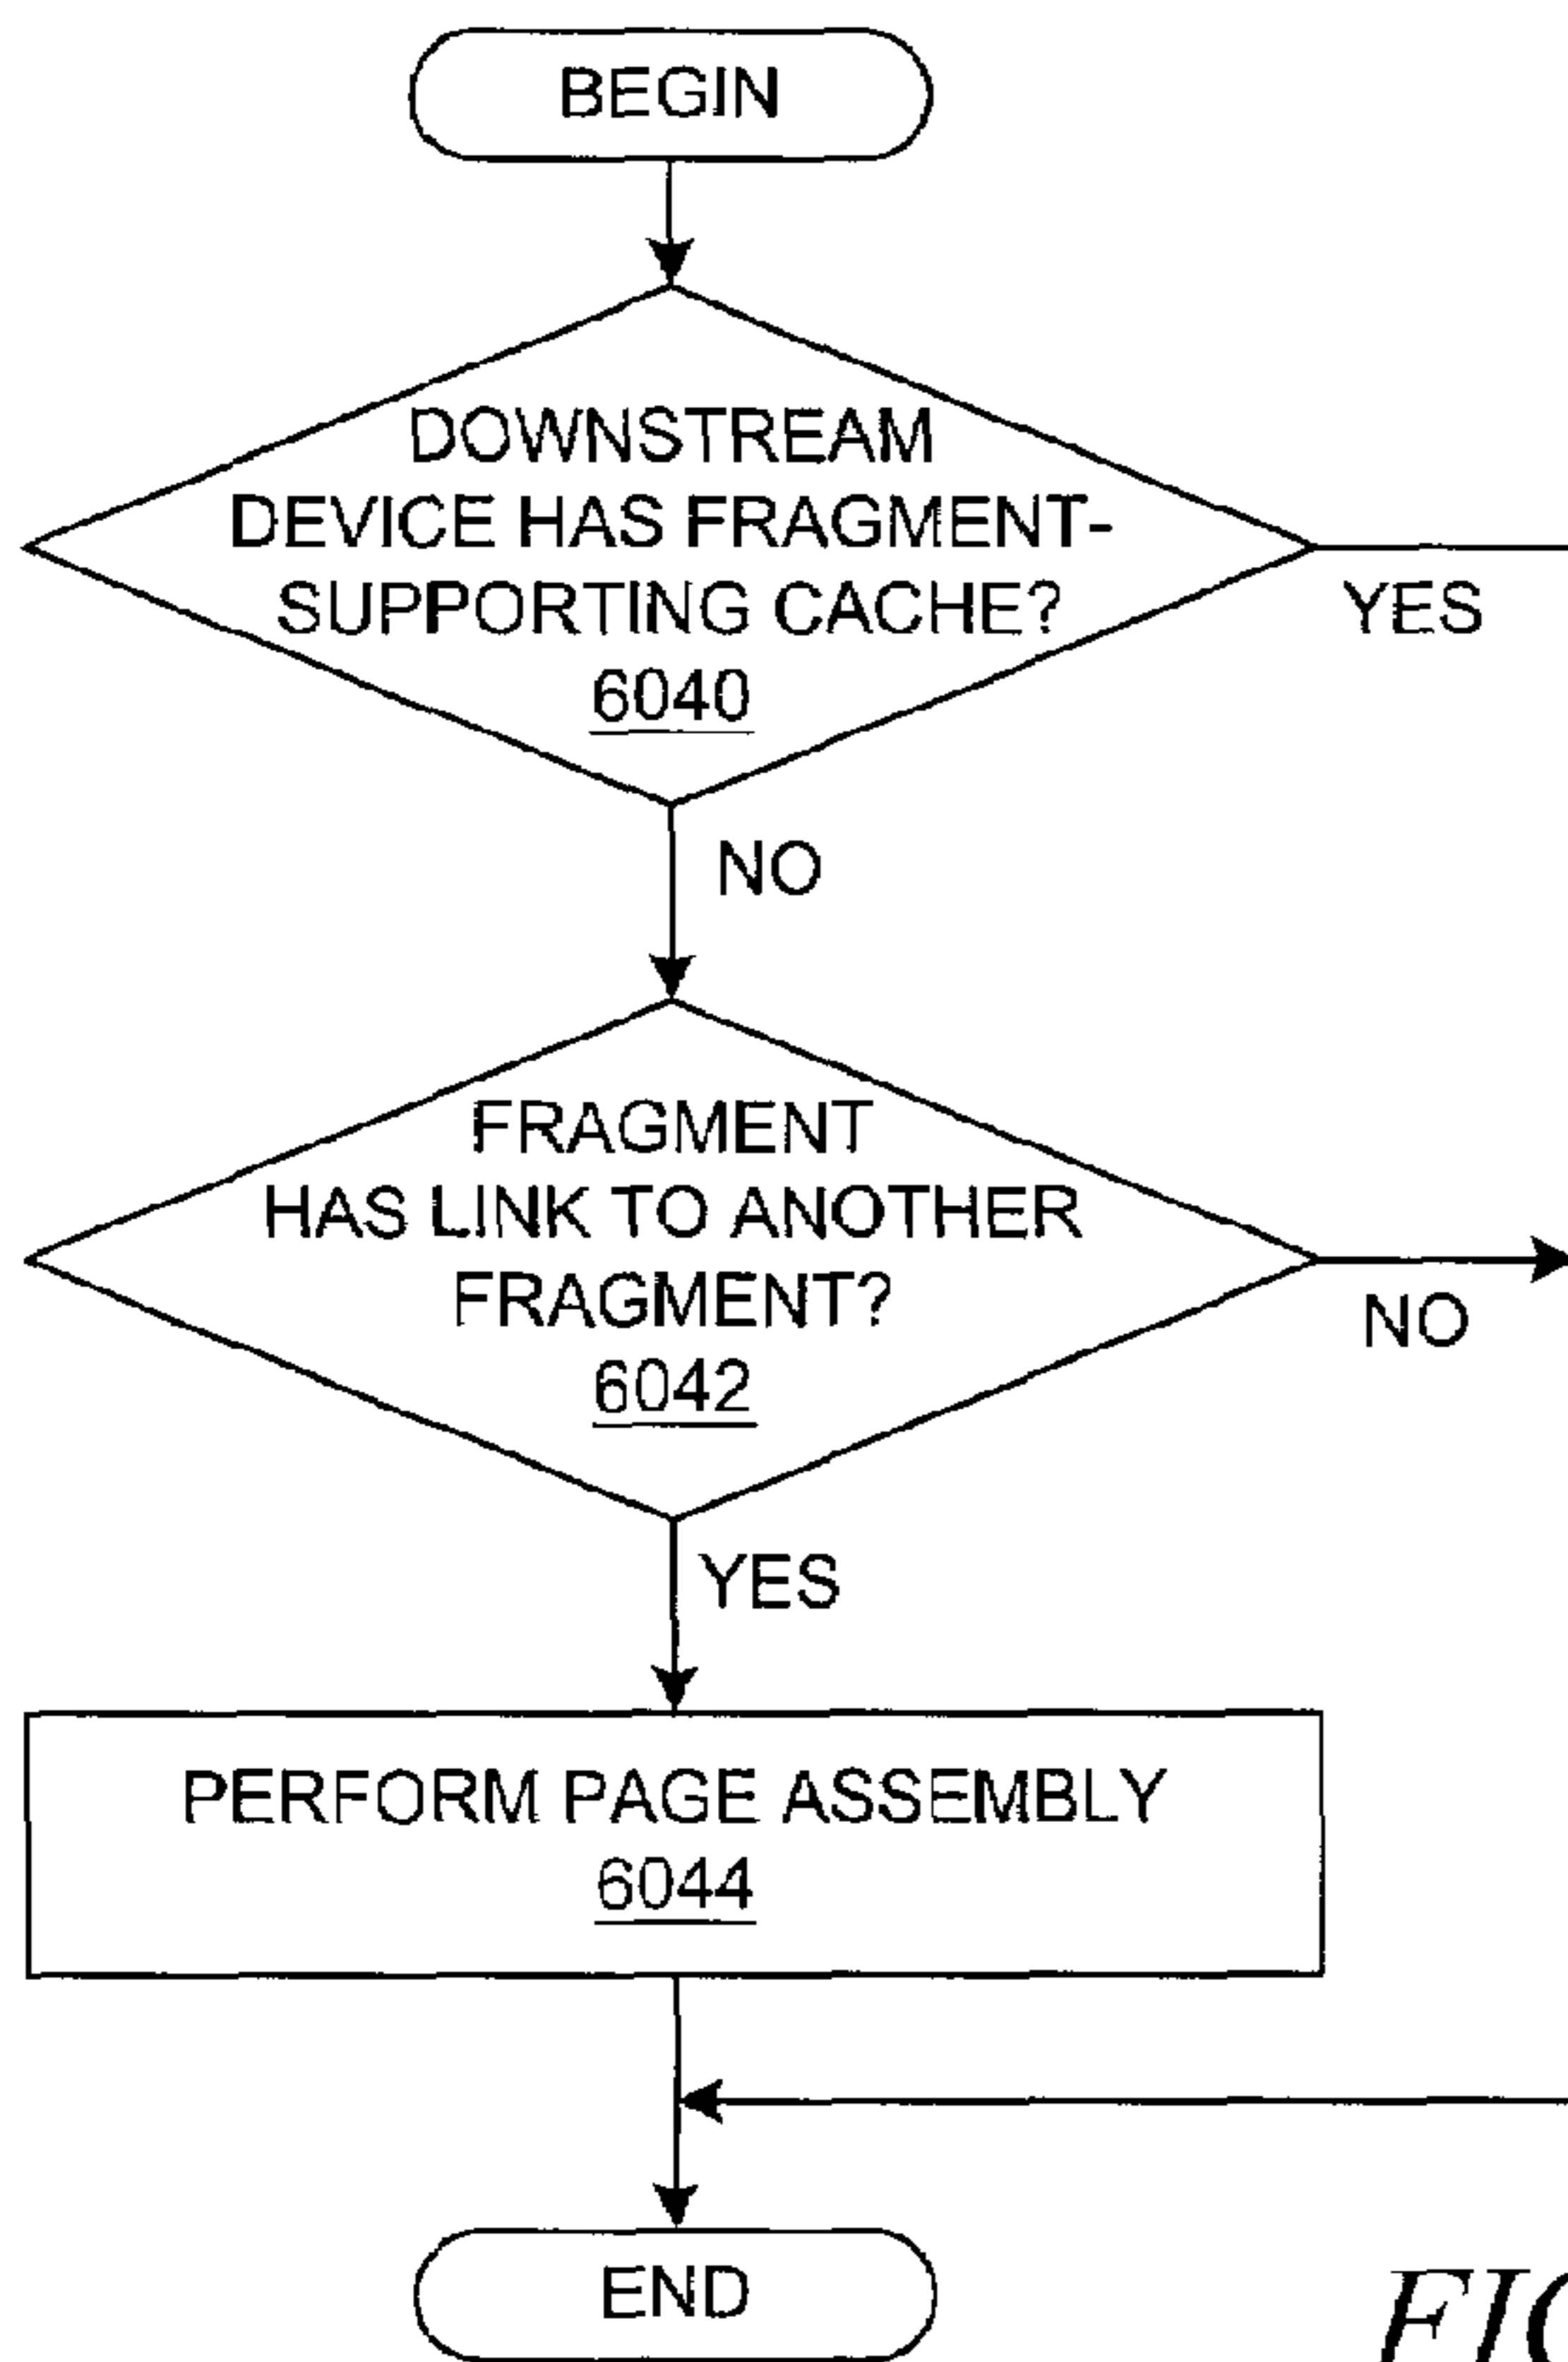 BEGIN
DOWNSTREAM
DEVICE HAS FRAGMENT-
SUPPORTING CACHE?
6040
YES
NO
FRAGMENT
HAS LINK TO ANOTHER
FRAGMENT?
6042
NO
YES
PERFORM PAGE ASSEMBLY
6044
END